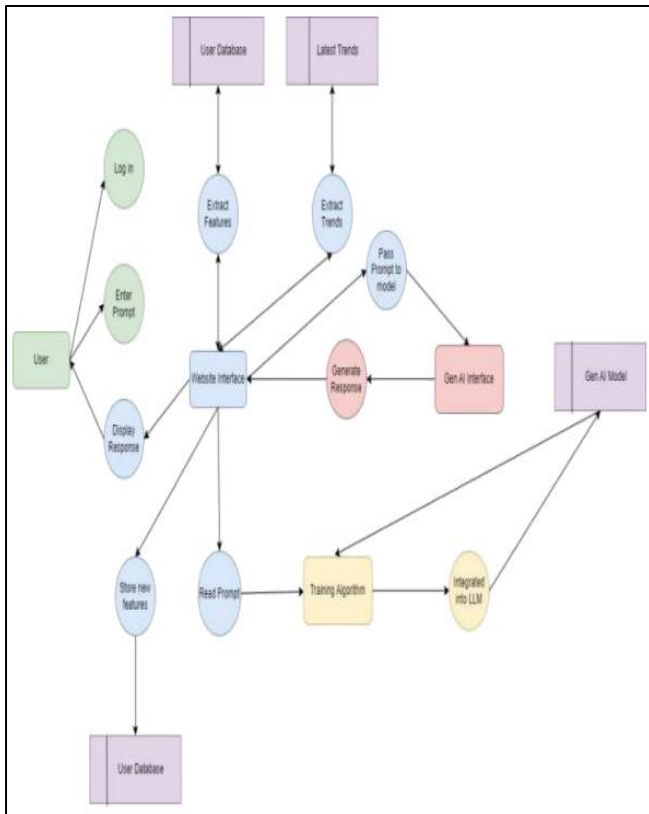 User Database
Latest Trends
Log in
Extract
Features
Extract
Trends
Pass
Prompt to
model
Enter
Prompt
User
Website Interface
Generate
Response
Gen AI Interface
Gen AI Model
Display
Response
Store new
features
Read Prompt
Training Algorithm
Integrated
into LLM
User Database